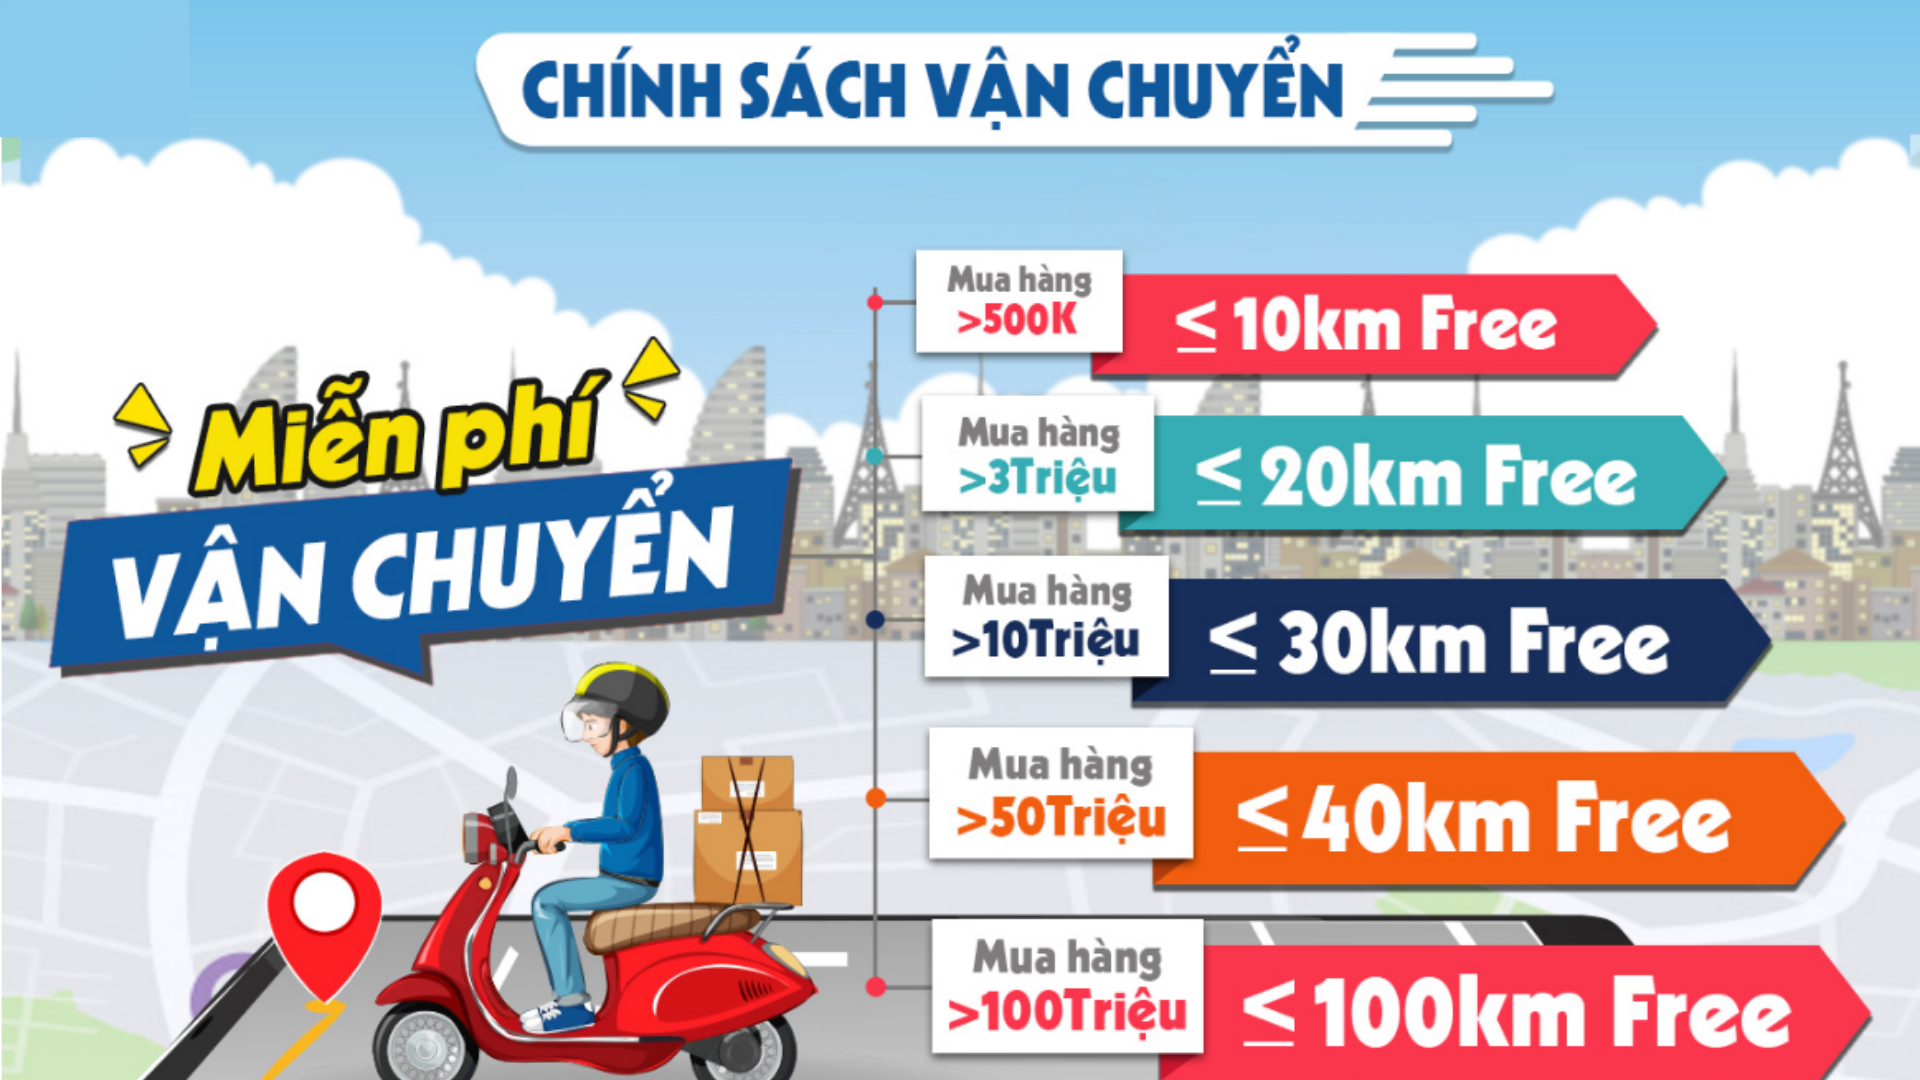 CHÍNH SÁCH VẬN CHUYỂN
Miễn phí
VẬN CHUYỂN
Mua hàng
>500K
≤ 10km Free
Mua hàng
>3Triệu
≤ 20km Free
Mua hàng
>10Triệu
≤ 30km Free
Mua hàng
>50Triệu
≤ 40km Free
Mua hàng
>100Triệu
≤ 100km Free